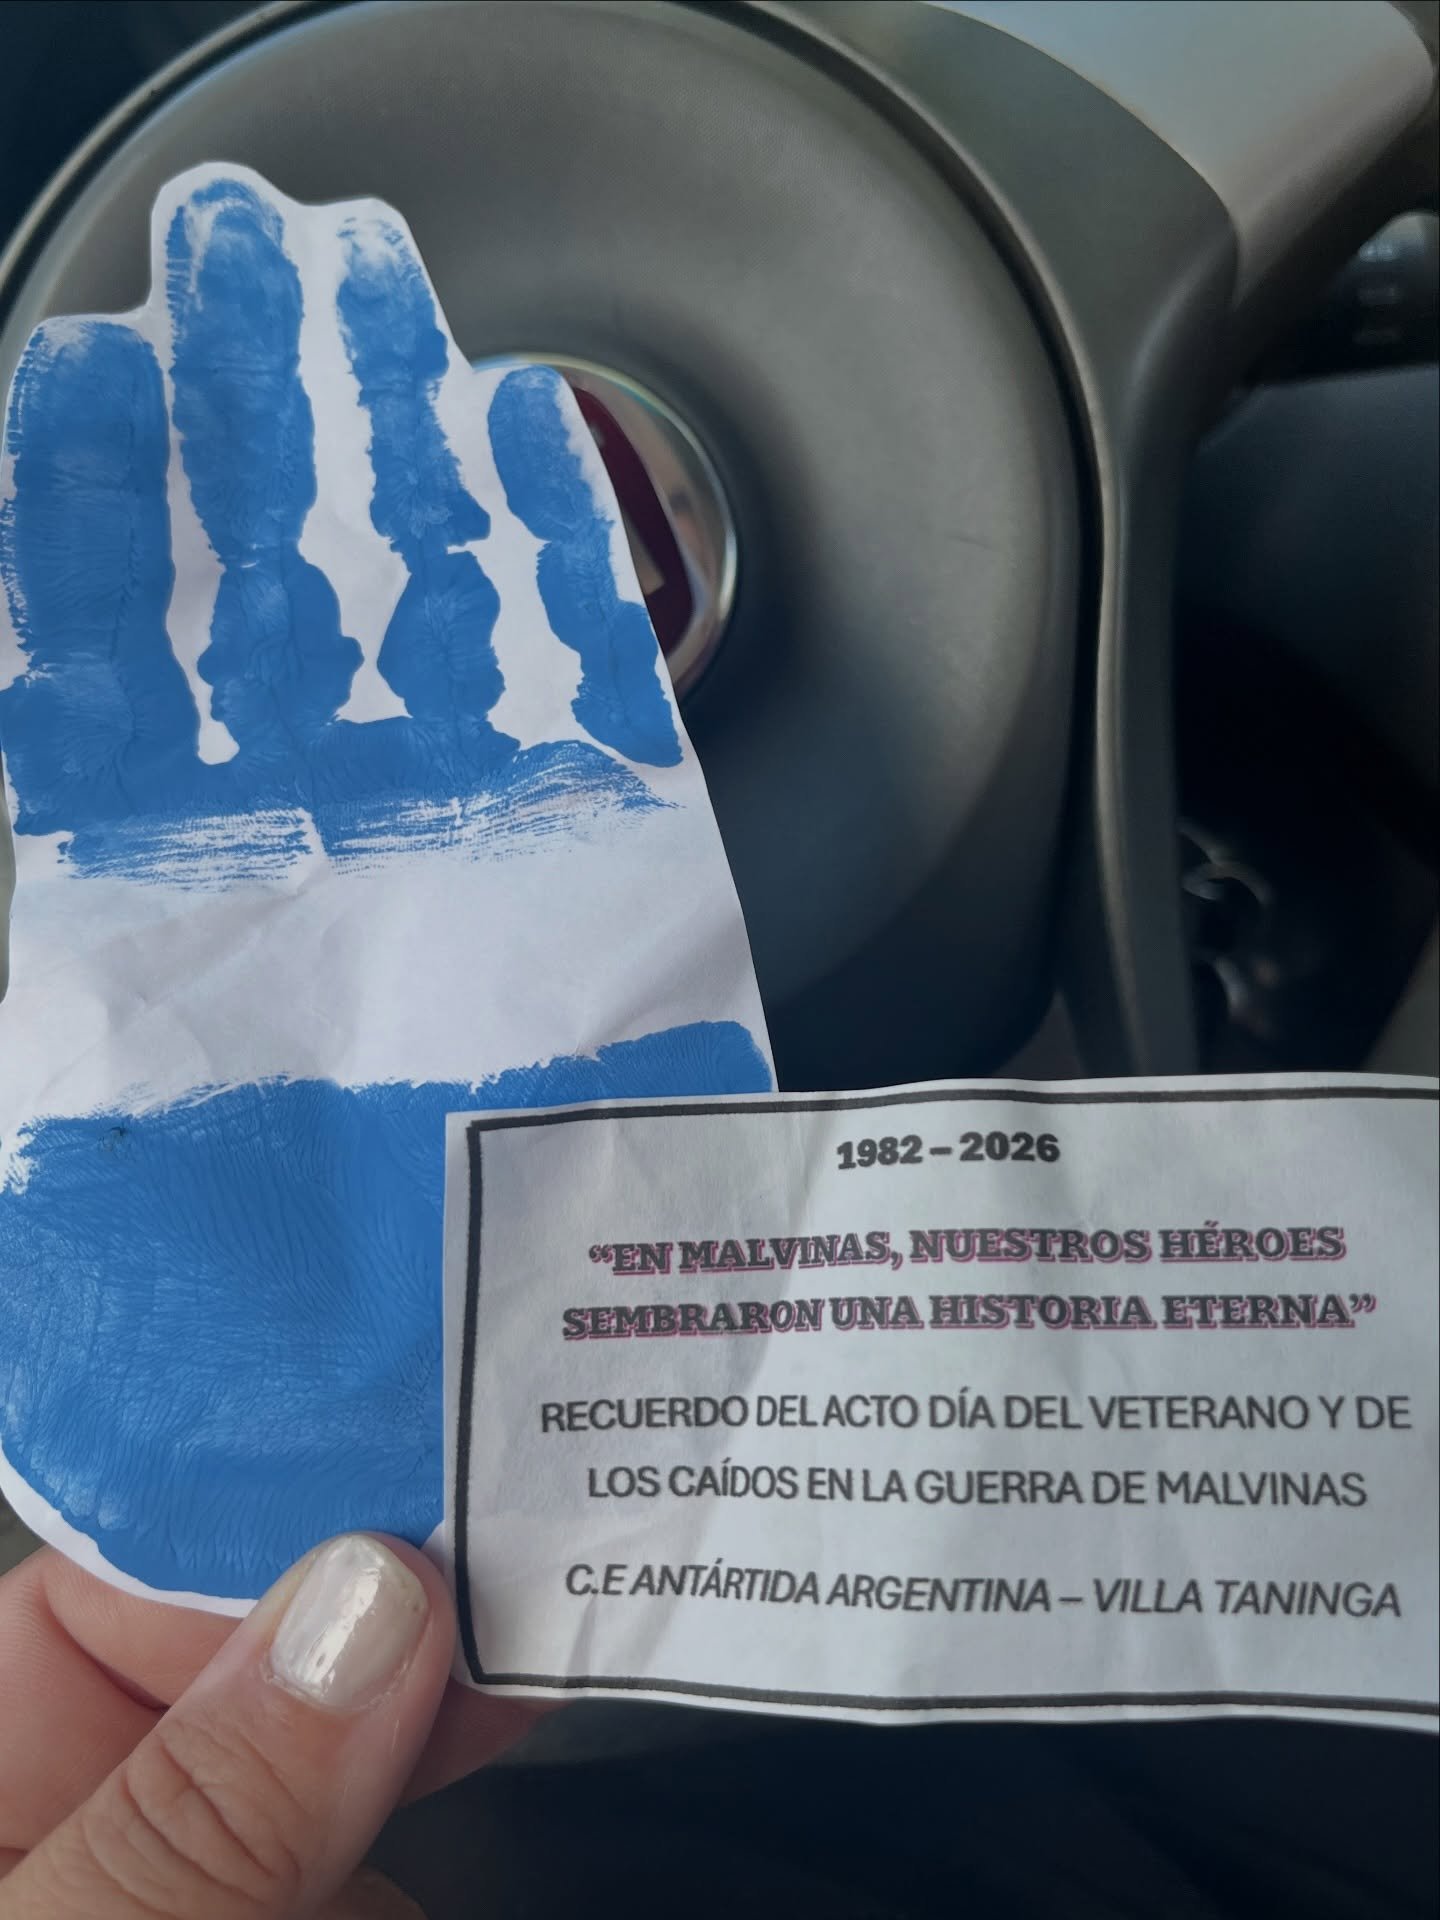 1982 – 2026
“EN MALVINAS, NUESTROS HÉROES
SEMBRARON UNA HISTORIA ETERNA”
RECUERDO DEL ACTO DÍA DEL VETERANO Y DE
LOS CAÍDOS EN LA GUERRA DE MALVINAS
C.E ANTÁRTIDA ARGENTINA – VILLA TANINGA